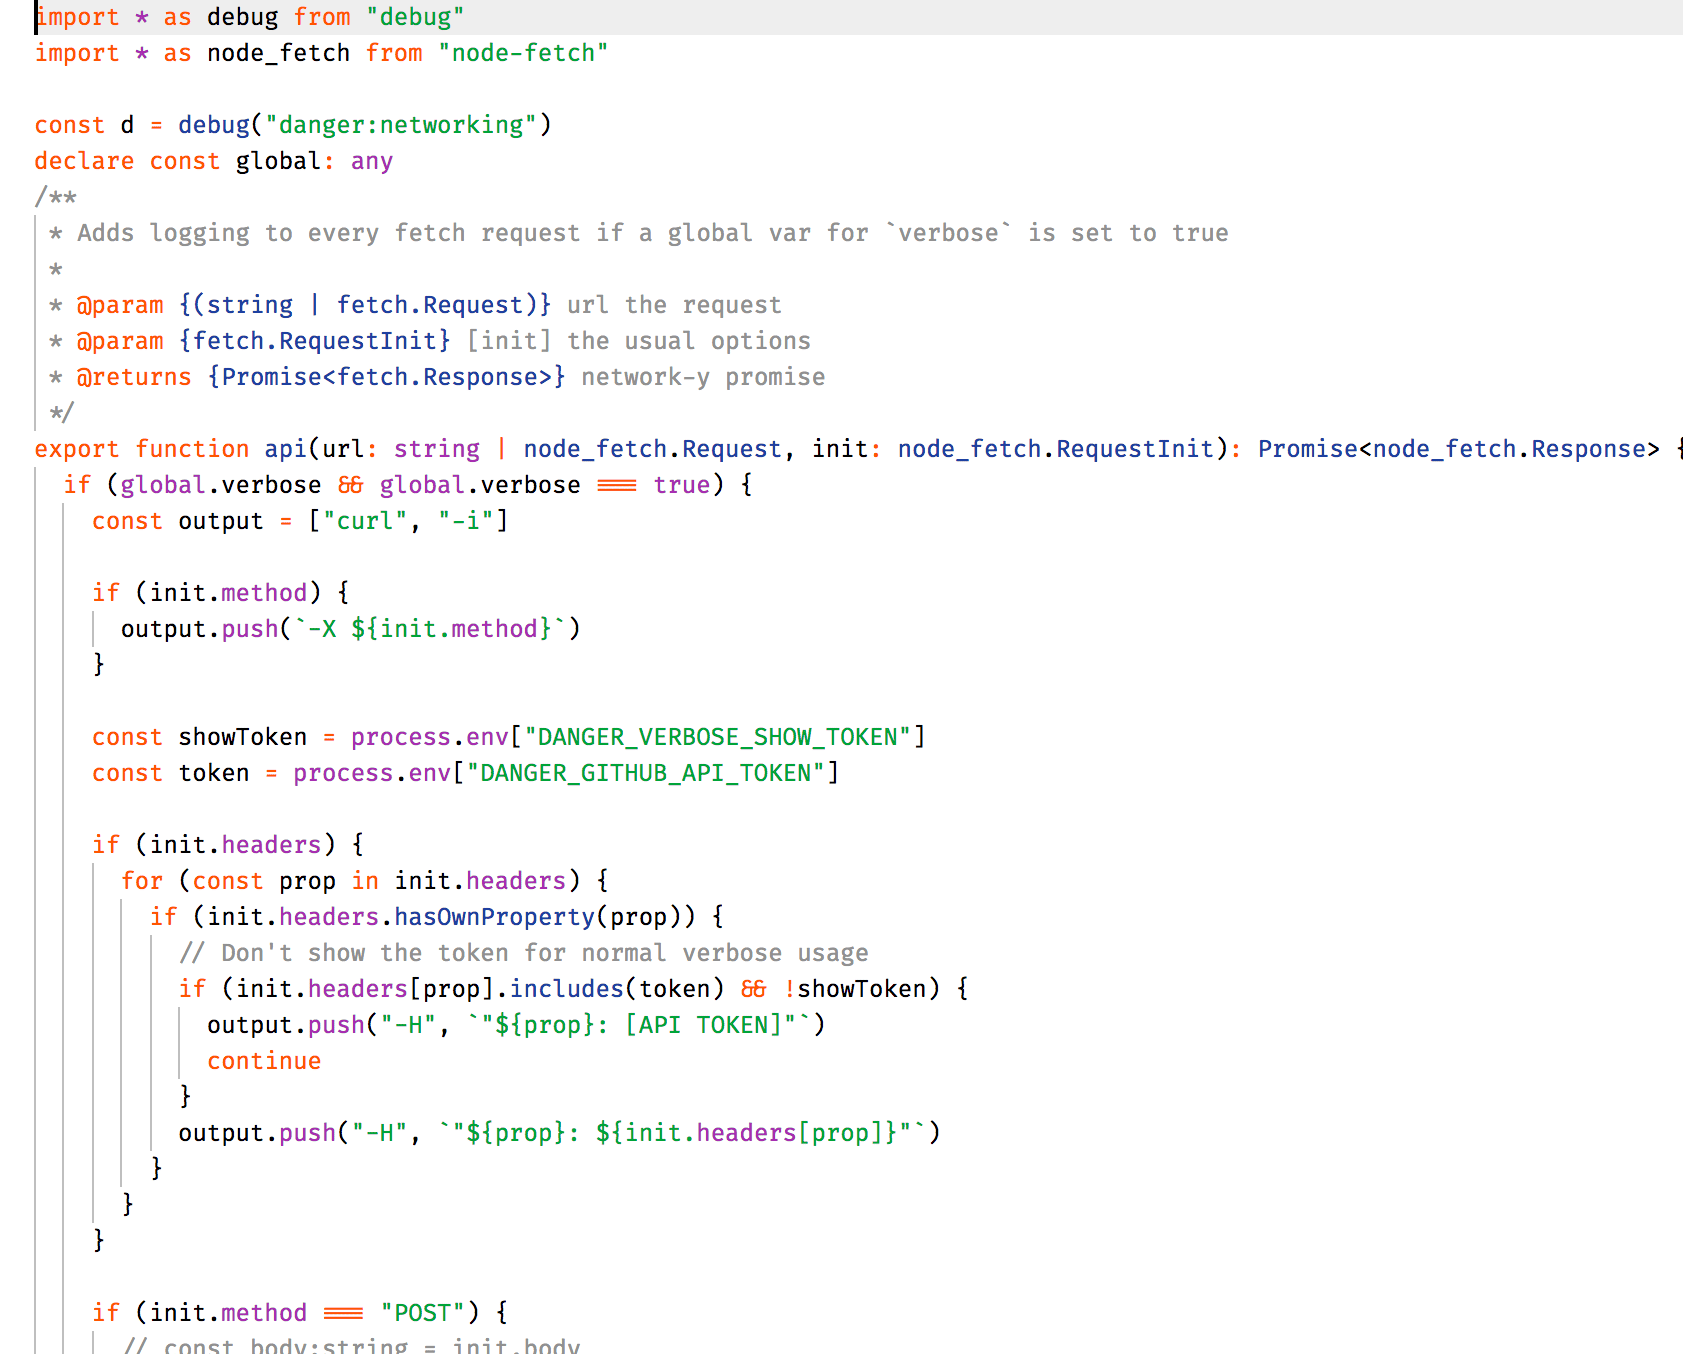 import * as debug from "debug"
import * as node_fetch from "node-fetch"
const d = debug("danger:networking")
declare const global: any
/**
* Adds logging to every fetch request if a global var for `verbose` is set to true
*
* @param {(string | fetch.Request)} url the request
* @param {fetch.RequestInit} [init] the usual options
* @returns {Promise<fetch.Response>} network-y promise
*/
export function api(url: string | node_fetch.Request, init: node_fetch.RequestInit): Promise<node_fetch.Response> {
if (global.verbose && global.verbose === true) {
const output = ["curl", "-i"]
if (init.method) {
output.push(`-X ${init.method}`)
}
const showToken = process.env["DANGER_VERBOSE_SHOW_TOKEN"]
const token = process.env["DANGER_GITHUB_API_TOKEN"]
if (init.headers) {
for (const prop in init.headers) {
if (init.headers.hasOwnProperty(prop)) {
// Don't show the token for normal verbose usage
if (init.headers[prop].includes(token) && !showToken) {
output.push("-H", `"${prop}: [API TOKEN]"`)
continue
}
output.push("-H", `"${prop}: ${init.headers[prop]}"`)
}
}
}
if (init.method === "POST") {
// const body:string = init.body